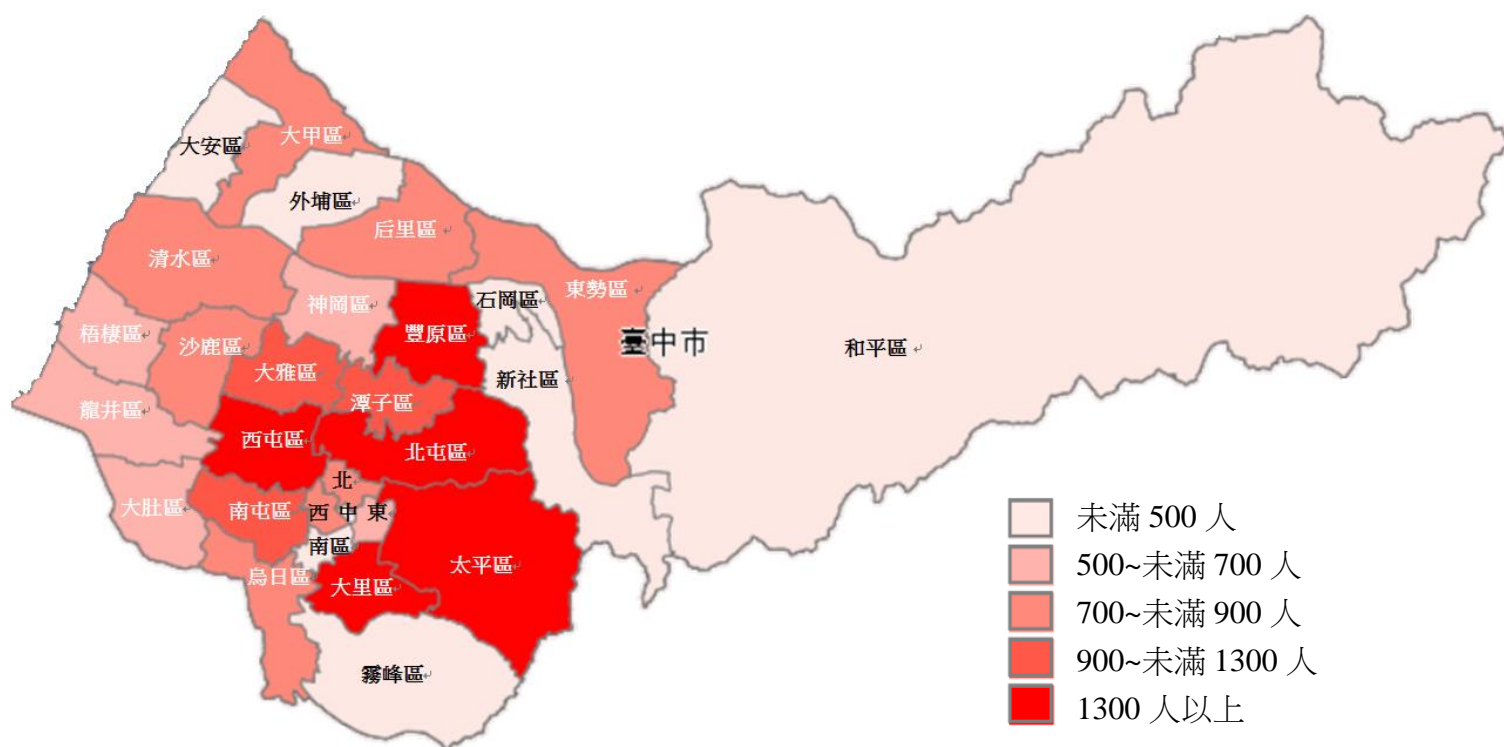 大甲區
大安區
外埔區
后里區
清水區
神岡區
石岡區
東勢區
梧棲區
沙鹿區
豐原區
臺中市
和平區
大雅區
新社區
龍井區
潭子區
西屯區
北屯區
北
大肚區
南屯區
西
中
東
南區
烏日區
大里區
太平區
霧峰區
未滿 500 人
500~未滿 700 人
700~未滿 900 人
900~未滿 1300 人
1300 人以上